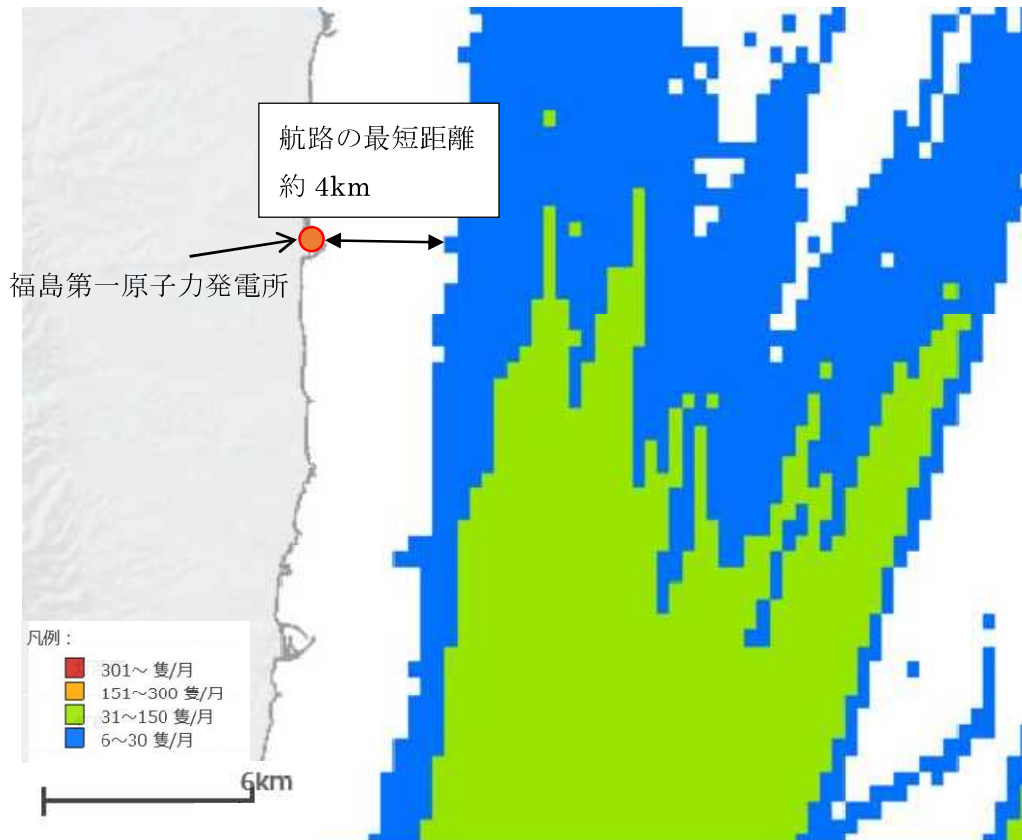 航路の最短距離
約 4km
福島第一原子力発電所
凡例：
301～ 隻/月
151～300 隻/月
31～150 隻/月
6～30 隻/月
6km